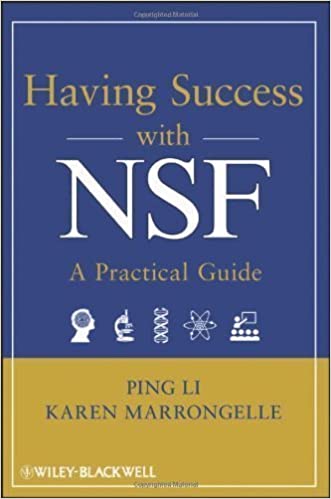 Having Success
with
NSF
A Practical Guide
PING LI
KAREN MARRONGELLE
WILEY-BLACKWELL